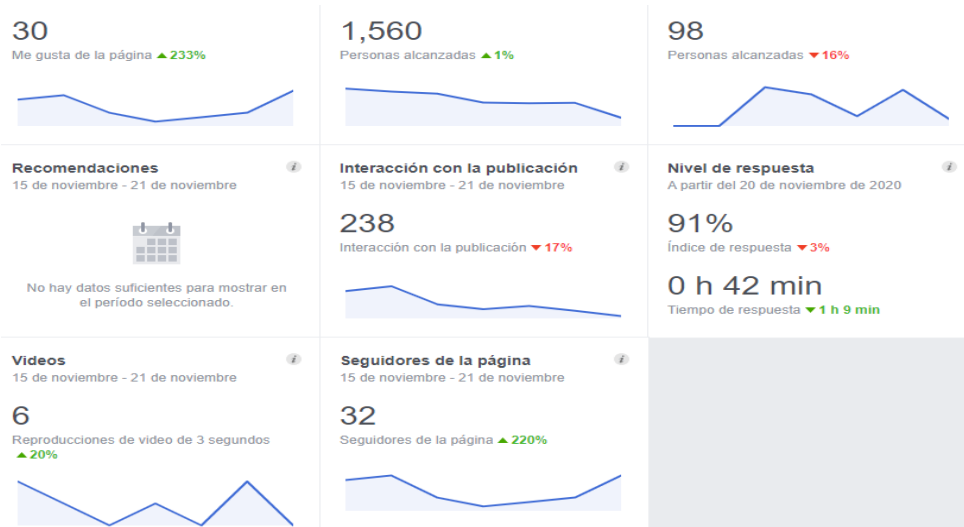 30
Me gusta de la página ▲ 233%
1,560
Personas alcanzadas ▲ 1%
98
Personas alcanzadas ▼ 16%
Recomendaciones
15 de noviembre - 21 de noviembre
No hay datos suficientes para mostrar en
el período seleccionado.
Interacción con la publicación
15 de noviembre - 21 de noviembre
238
Interacción con la publicación ▼ 17%
Nivel de respuesta
A partir del 20 de noviembre de 2020
91%
Índice de respuesta ▼ 3%
0 h 42 min
Tiempo de respuesta ▼ 1 h 9 min
Videos
15 de noviembre - 21 de noviembre
6
Reproducciones de video de 3 segundos
▲ 20%
Seguidores de la página
15 de noviembre - 21 de noviembre
32
Seguidores de la página ▲ 220%